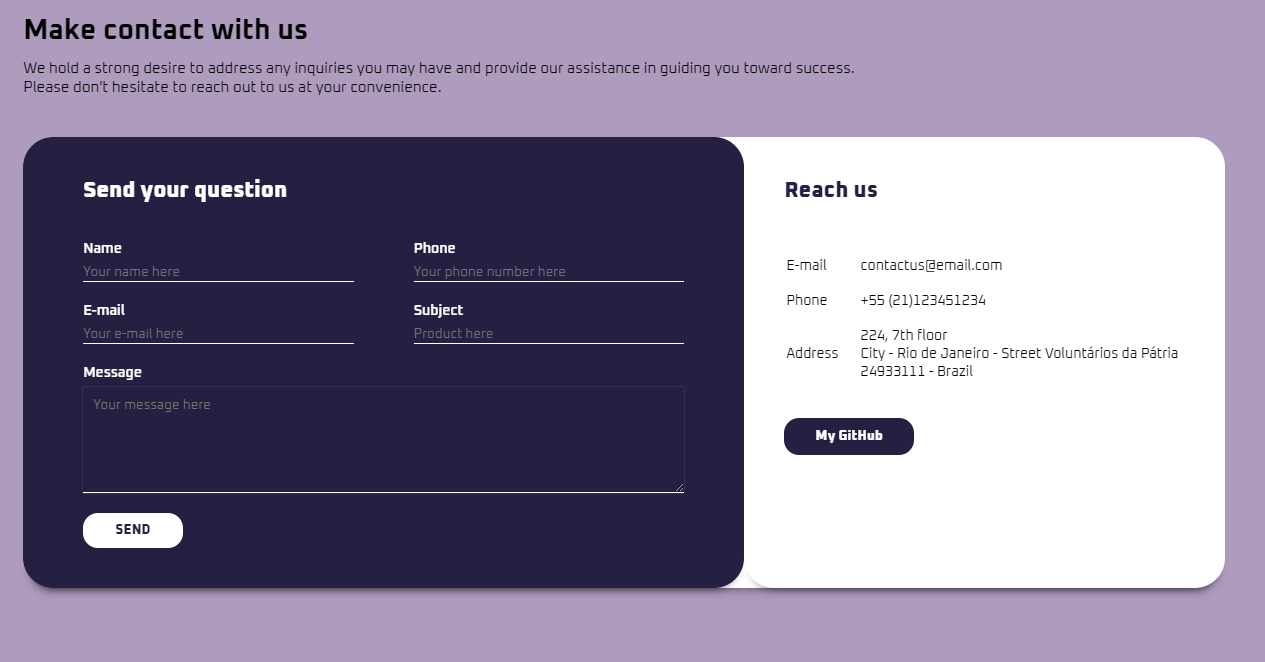 Make contact with us
We hold a strong desire to address any inquiries you may have and provide our assistance in guiding you toward success.
Please don't hesitate to reach out to us at your convenience.
Send your question
Name
Your name here
Phone
Your phone number here
E-mail
Your e-mail here
Subject
Product here
Message
Your message here
SEND
Reach us
E-mail contactus@email.com
Phone +55 (21)123451234
224, 7th floor
Address City - Rio de Janeiro - Street Voluntários da Pátria
24933111 - Brazil
My GitHub